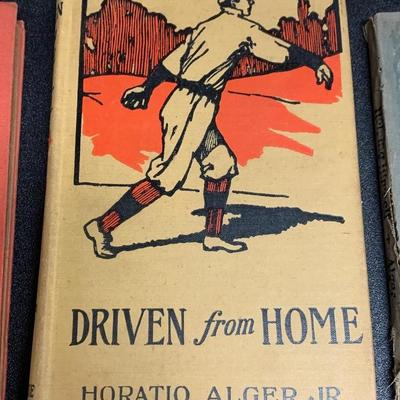 DRIVEN from HOME
HORATIO ALGER JR